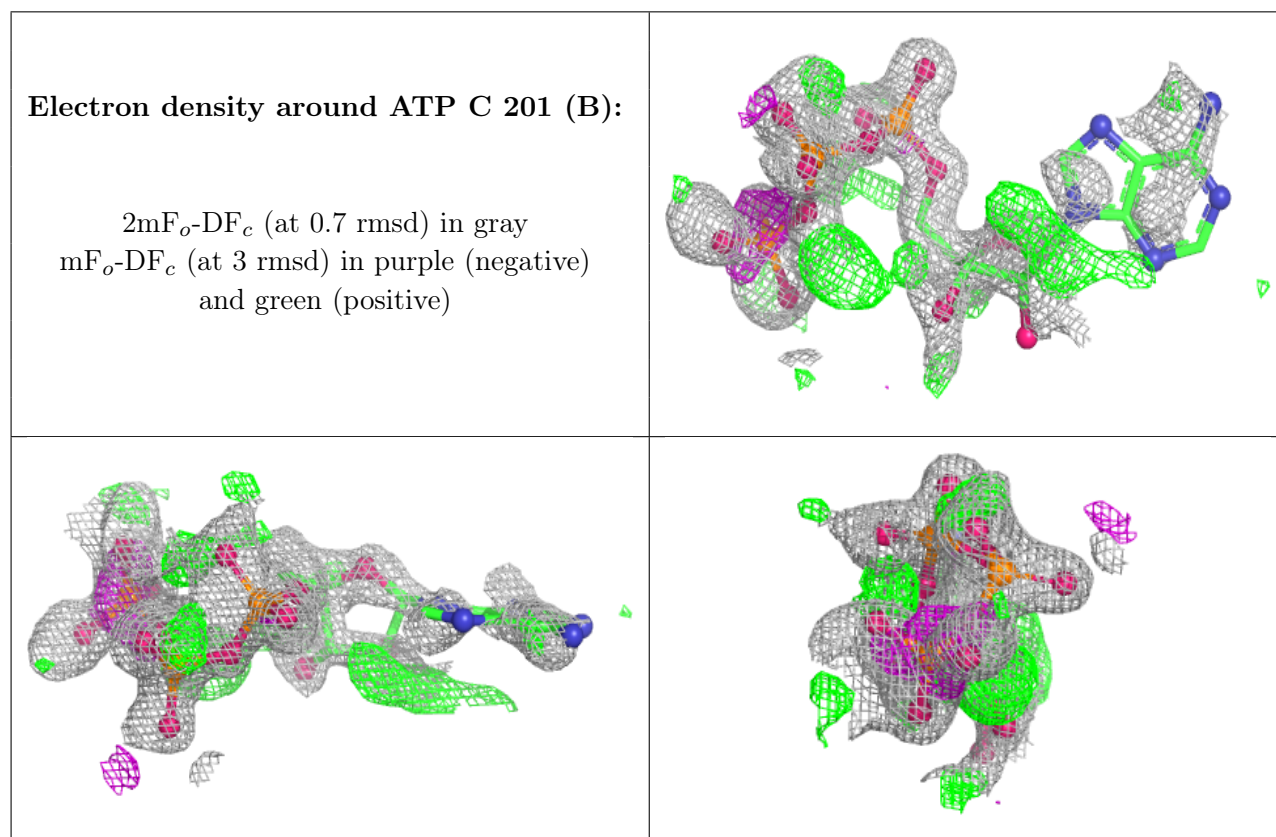 Electron density around ATP C 201 (B):
2mFo-DFc (at 0.7 rmsd) in gray
mFo-DFc (at 3 rmsd) in purple (negative)
and green (positive)